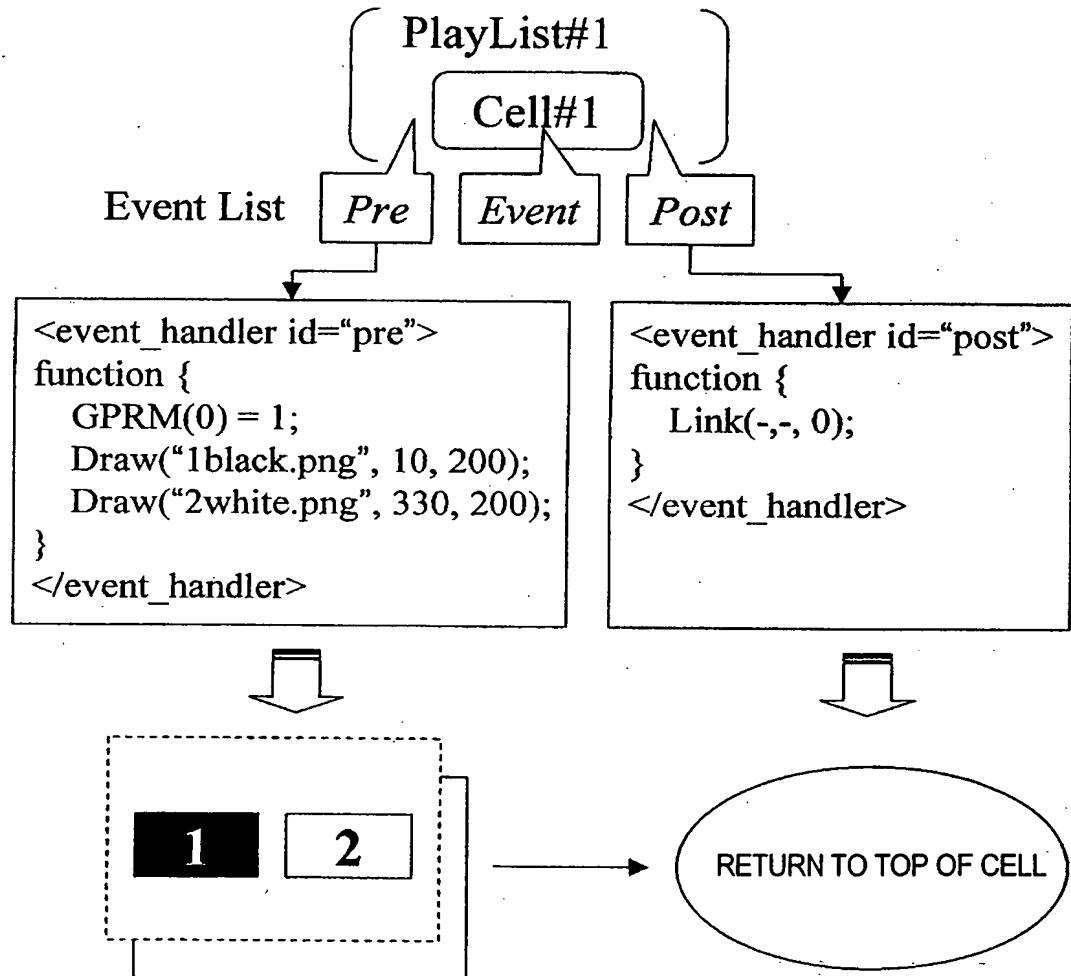 PlayList#1
Cell#1
Event List
Pre
Event
Post
<event_handler id=“pre”>
function {
GPRM(0) = 1;
Draw(“1black.png”, 10, 200);
Draw(“2white.png”, 330, 200);
}
</event_handler>
<event_handler id=“post”>
function {
Link(-,-, 0);
}
</event_handler>
1
2
RETURN TO TOP OF CELL